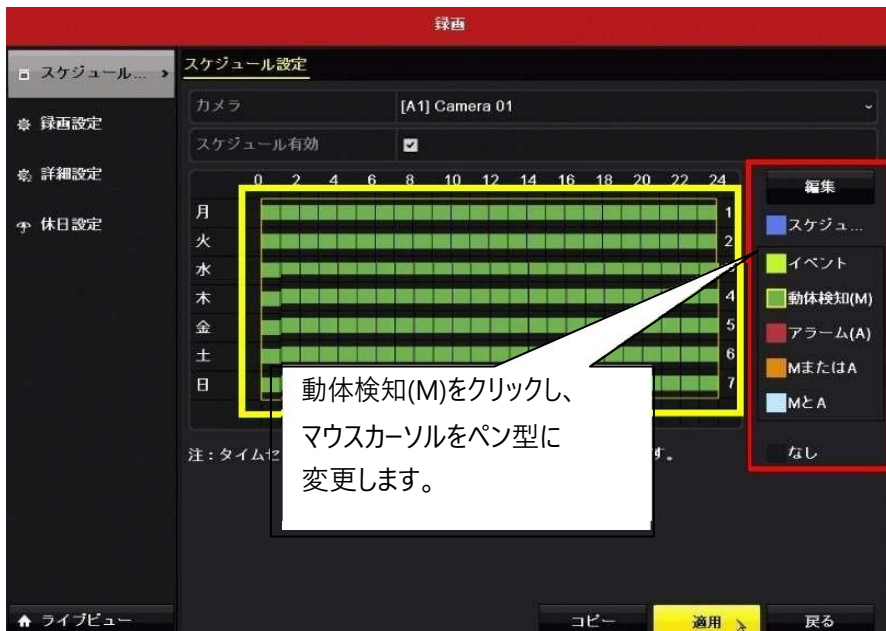 録画
スケジュール...
録画設定
詳細設定
休日設定
ライブビュー
スケジュール設定
カメラ [A1] Camera 01
スケジュール有効
0 2 4 6 8 10 12 14 16 18 20 22 24
月 1
火 2
水
木 4
金 5
土 6
日 7
注：タイムセ
す。
動体検知(M)をクリックし、
マウスカーソルをペン型に
変更します。
編集
スケジュ...
イベント
動体検知(M)
アラーム(A)
MまたはA
MとA
なし
コピー
適用
戻る